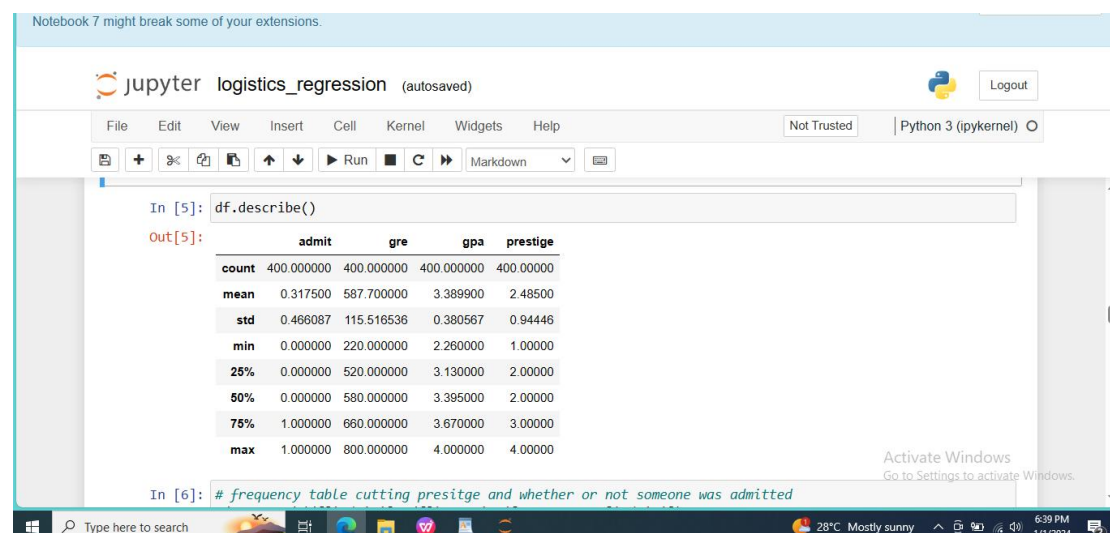 Notebook 7 might break some of your extensions.
jupyter logistics_regression (autosaved)
Logout
File Edit View Insert Cell Kernel Widgets Help
Not Trusted
Python 3 (ipykernel)
Run
Markdown
In [5]: df.describe()
Out[5]:
admit gre gpa prestige
count 400.000000 400.000000 400.000000 400.00000
mean 0.317500 587.700000 3.389900 2.48500
std 0.466087 115.516536 0.380567 0.94446
min 0.000000 220.000000 2.260000 1.00000
25% 0.000000 520.000000 3.130000 2.00000
50% 0.000000 580.000000 3.395000 2.00000
75% 1.000000 660.000000 3.670000 3.00000
max 1.000000 800.000000 4.000000 4.00000
Activate Windows
Go to Settings to activate Windows.
In [6]: # frequency table cutting presitge and whether or not someone was admitted
Type here to search
28°C Mostly sunny
6:39 PM